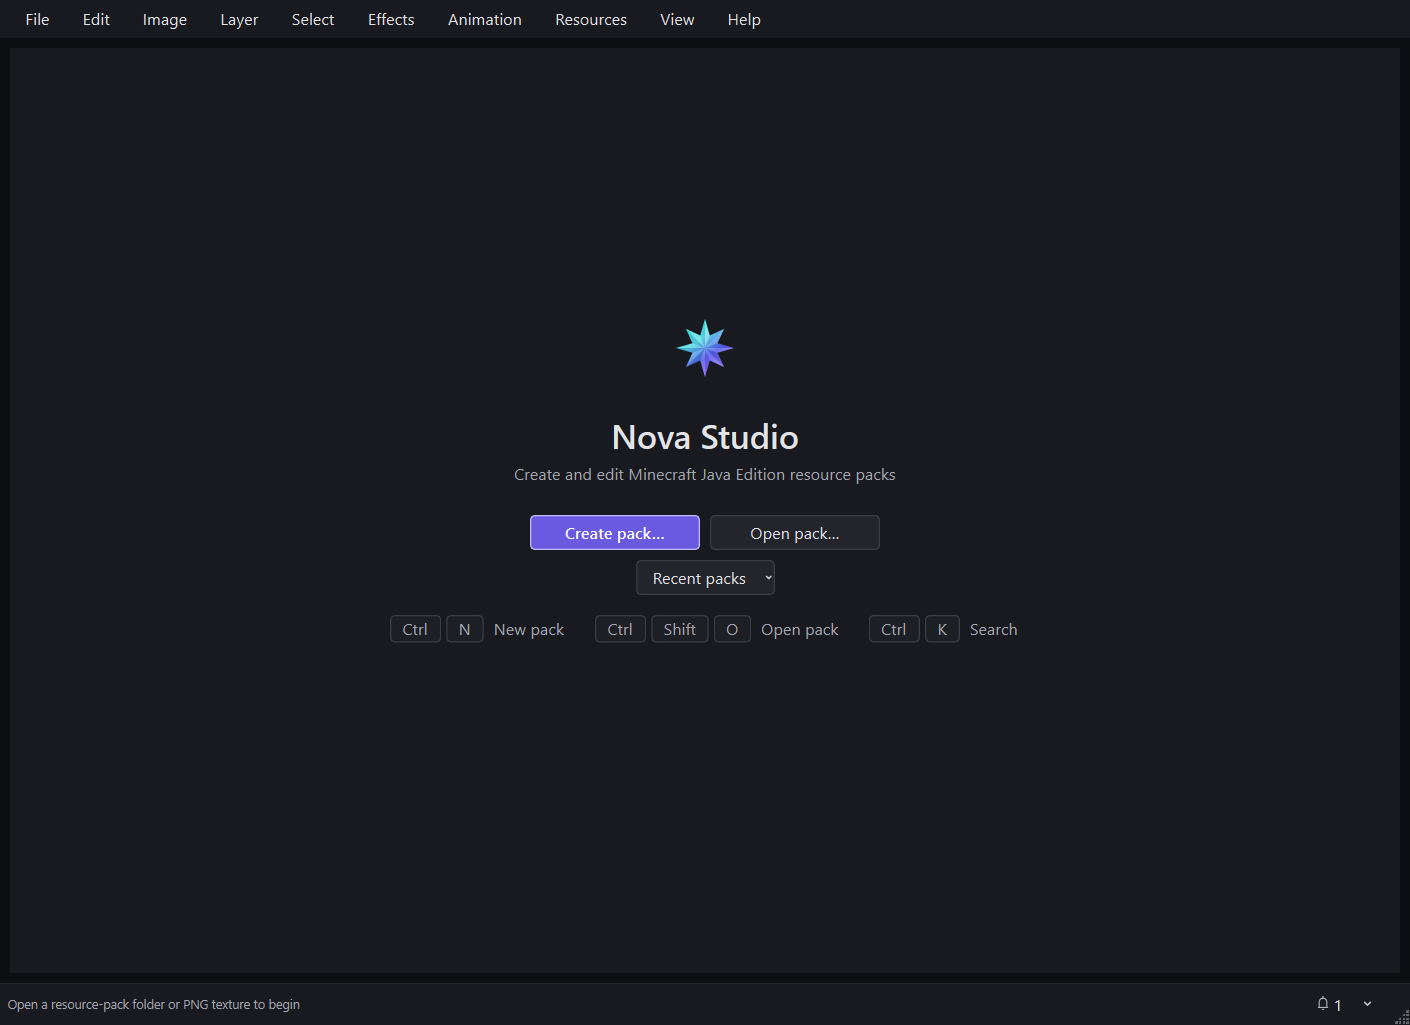 File Edit Image Layer Select Effects Animation Resources View Help
Nova Studio
Create and edit Minecraft Java Edition resource packs
Create pack... Open pack...
Recent packs
Ctrl N New pack Ctrl Shift O Open pack Ctrl K Search
Open a resource-pack folder or PNG texture to begin 1